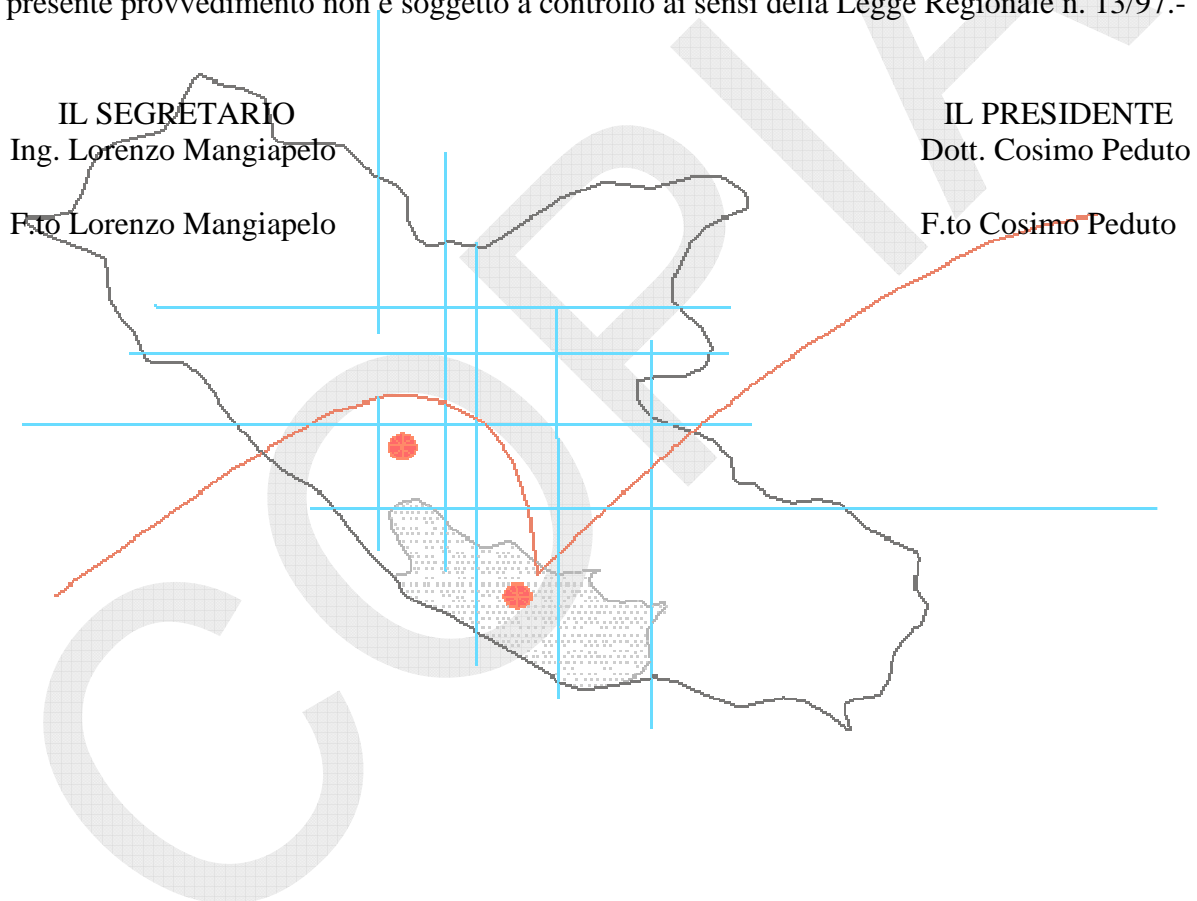 presente provvedimento non è soggetto a controllo ai sensi della Legge Regionale n. 13/97.-
IL SEGRETARIO
IL PRESIDENTE
Ing. Lorenzo Mangiapelo
Dott. Cosimo Peduto
F.to Lorenzo Mangiapelo
F.to Cosimo Peduto
COPIA